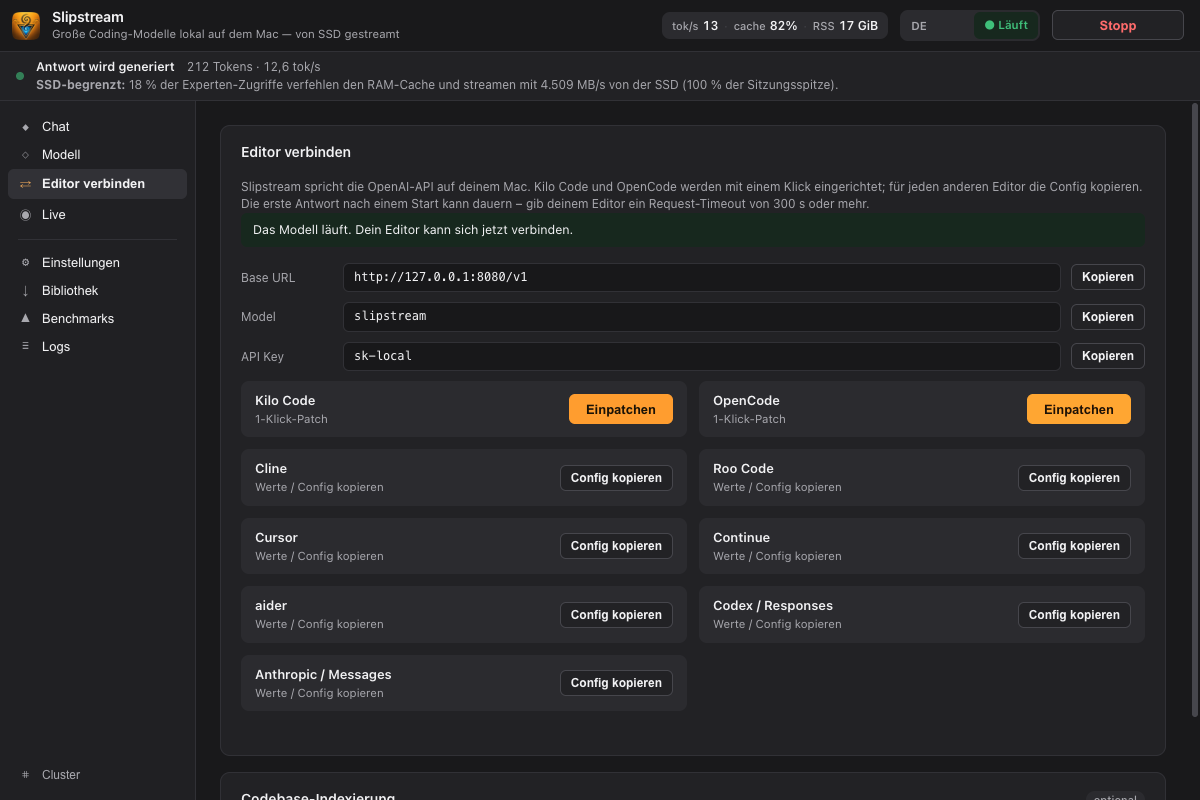 Slipstream
Große Coding-Modelle lokal auf dem Mac — von SSD gestreamt
tok/s 13 · cache 82% · RSS 17 GiB
DE
Läuft
Stopp
Antwort wird generiert 212 Tokens · 12,6 tok/s
SSD-begrenzt: 18 % der Experten-Zugriffe verfehlen den RAM-Cache und streamen mit 4.509 MB/s von der SSD (100 % der Sitzungsspitze).
Chat
Modell
Editor verbinden
Live
Einstellungen
Bibliothek
Benchmarks
Logs
Cluster
Editor verbinden
Slipstream spricht die OpenAI-API auf deinem Mac. Kilo Code und OpenCode werden mit einem Klick eingerichtet; für jeden anderen Editor die Config kopieren.
Die erste Antwort nach einem Start kann dauern – gib deinem Editor ein Request-Timeout von 300 s oder mehr.
Das Modell läuft. Dein Editor kann sich jetzt verbinden.
Base URL http://127.0.0.1:8080/v1 Kopieren
Model slipstream Kopieren
API Key sk-local Kopieren
Kilo Code
1-Klick-Patch
Einpatchen
OpenCode
1-Klick-Patch
Einpatchen
Cline
Werte / Config kopieren
Config kopieren
Roo Code
Werte / Config kopieren
Config kopieren
Cursor
Werte / Config kopieren
Config kopieren
Continue
Werte / Config kopieren
Config kopieren
aider
Werte / Config kopieren
Config kopieren
Codex / Responses
Werte / Config kopieren
Config kopieren
Anthropic / Messages
Werte / Config kopieren
Config kopieren
Codebase-Indexierung
optional